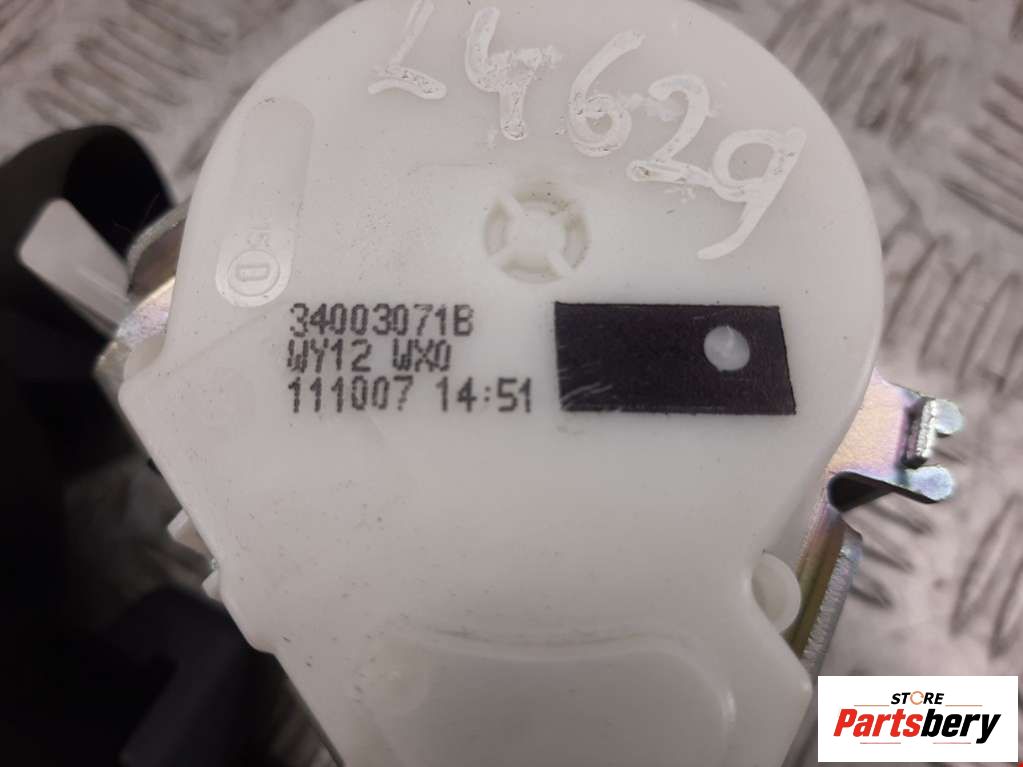 L4629
34003071B
WY12 WX0
111007 14:51
STORE
Partsbery